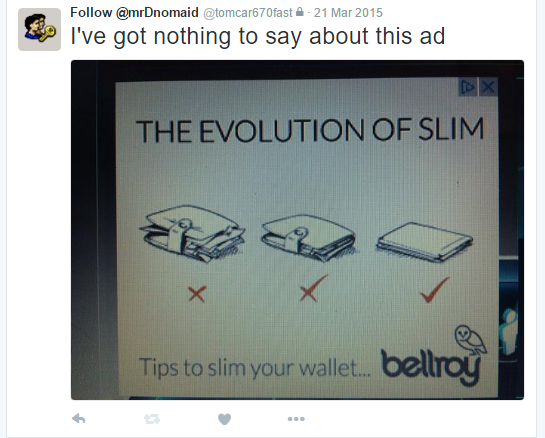 Follow @mrDnomaid @tomcar670fast · 21 Mar 2015
I've got nothing to say about this ad
THE EVOLUTION OF SLIM
Tips to slim your wallet... bellroy